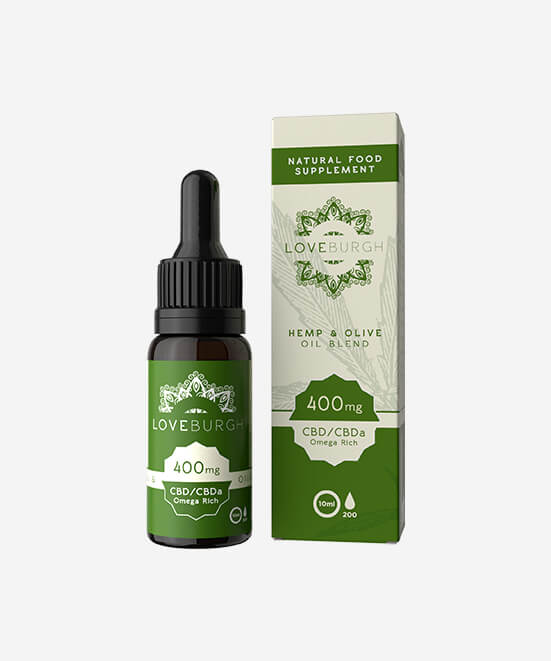 LOVEBURGH
400mg
CBD/CBDa
Omega Rich
NATURAL FOOD
SUPPLEMENT
LOVEBURGH
HEMP & OLIVE
OIL BLEND
400mg
CBD/CBDa
Omega Rich
10ml
200